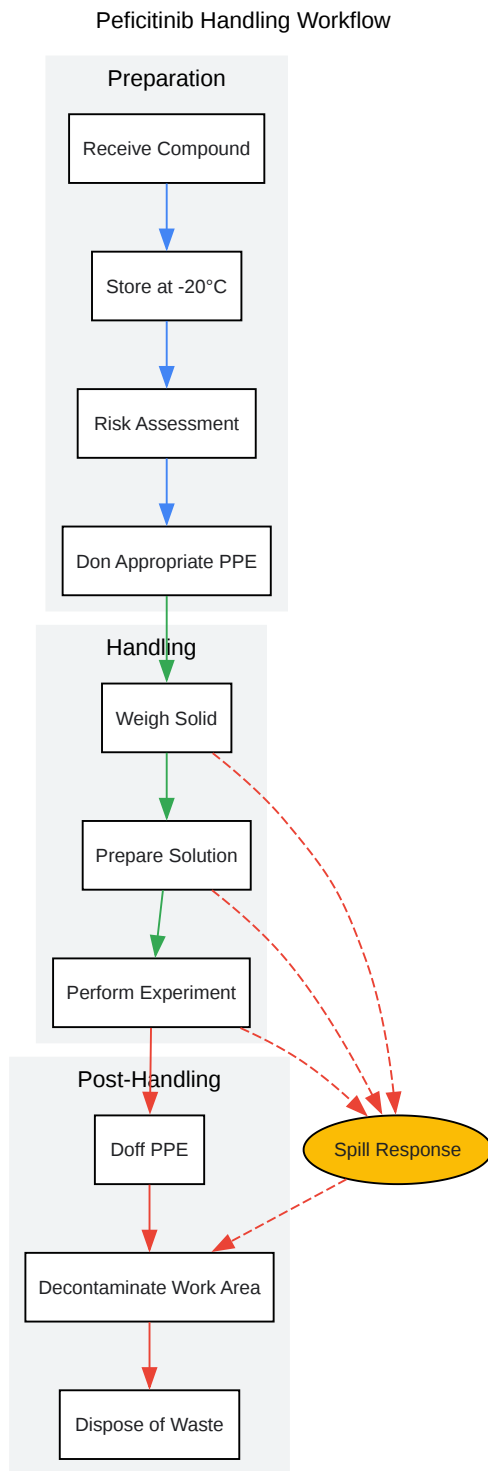 Peficitinib Handling Workflow
Preparation
Receive Compound
Store at -20°C
Risk Assessment
Don Appropriate PPE
Handling
Weigh Solid
Prepare Solution
Perform Experiment
Post-Handling
Doff PPE
Spill Response
Decontaminate Work Area
Dispose of Waste